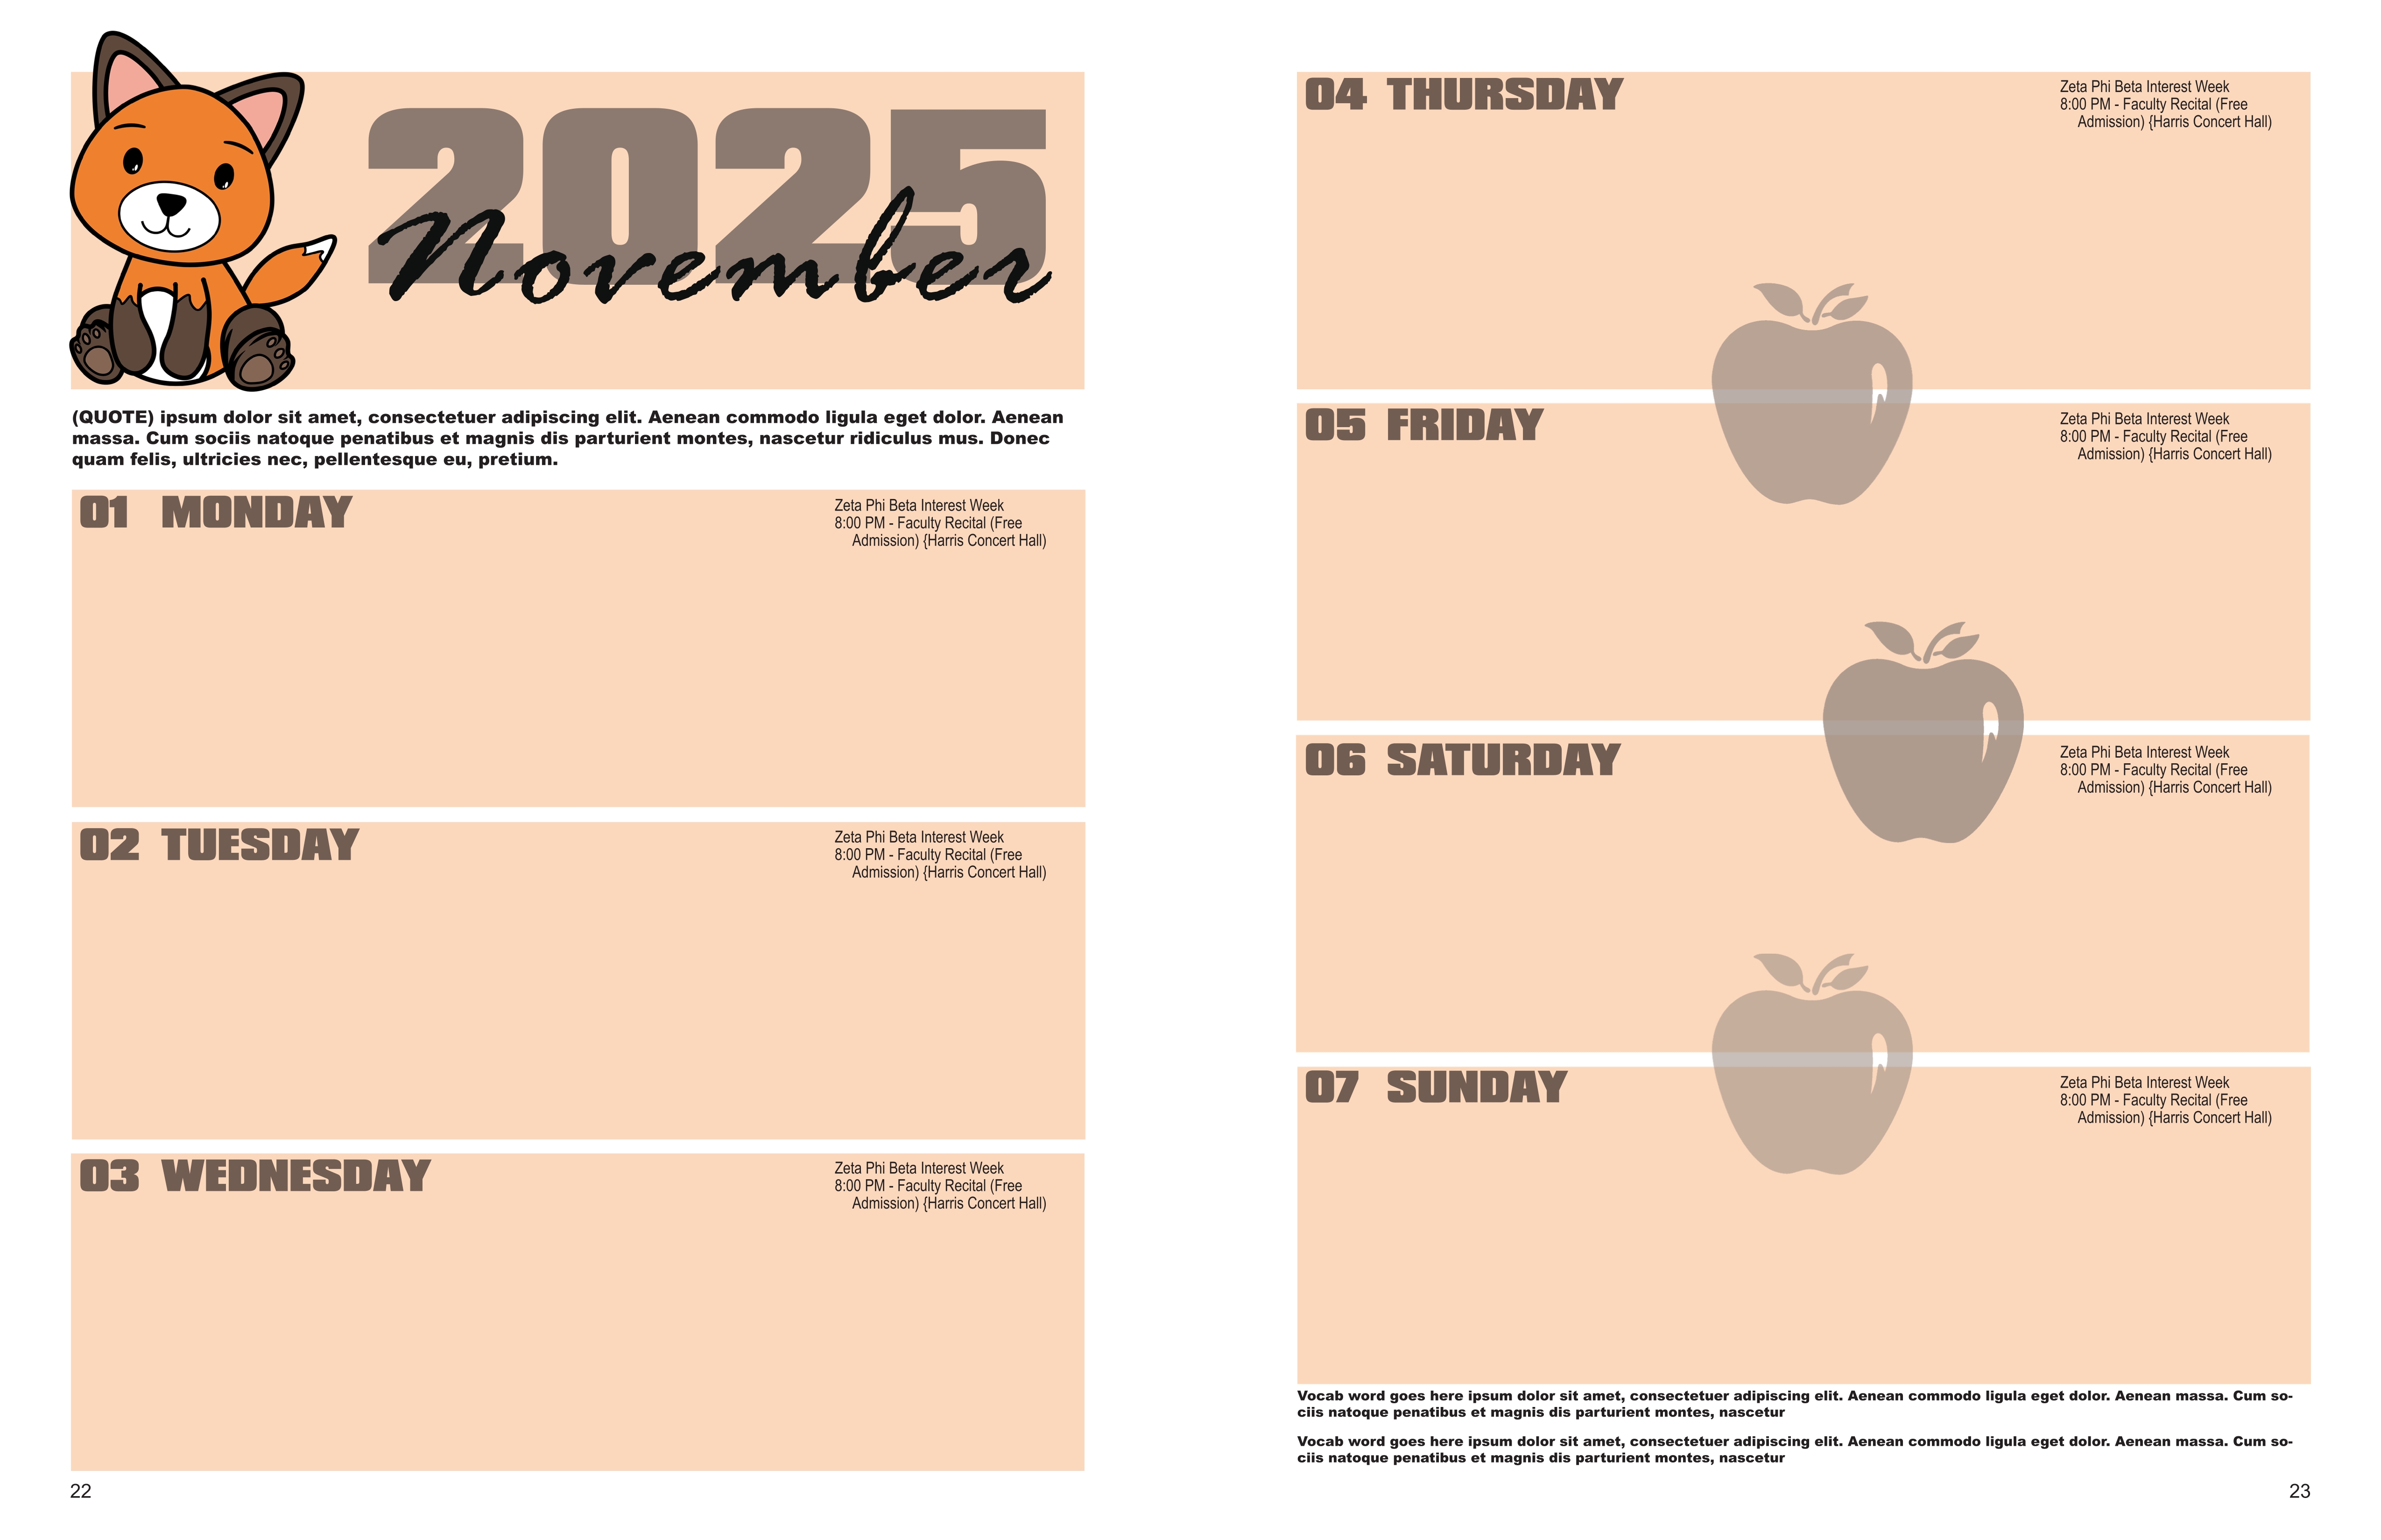 2025
November
(QUOTE) ipsum dolor sit amet, consectetuer adipiscing elit. Aenean commodo ligula eget dolor. Aenean
massa. Cum sociis natoque penatibus et magnis dis parturient montes, nascetur ridiculus mus. Donec
quam felis, ultricies nec, pellentesque eu, pretium.
01 MONDAY
Zeta Phi Beta Interest Week
8:00 PM - Faculty Recital (Free
Admission) {Harris Concert Hall)
02 TUESDAY
Zeta Phi Beta Interest Week
8:00 PM - Faculty Recital (Free
Admission) {Harris Concert Hall)
03 WEDNESDAY
Zeta Phi Beta Interest Week
8:00 PM - Faculty Recital (Free
Admission) {Harris Concert Hall)
22
04 THURSDAY
Zeta Phi Beta Interest Week
8:00 PM - Faculty Recital (Free
Admission) {Harris Concert Hall)
05 FRIDAY
Zeta Phi Beta Interest Week
8:00 PM - Faculty Recital (Free
Admission) {Harris Concert Hall)
06 SATURDAY
Zeta Phi Beta Interest Week
8:00 PM - Faculty Recital (Free
Admission) {Harris Concert Hall)
07 SUNDAY
Zeta Phi Beta Interest Week
8:00 PM - Faculty Recital (Free
Admission) {Harris Concert Hall)
Vocab word goes here ipsum dolor sit amet, consectetuer adipiscing elit. Aenean commodo ligula eget dolor. Aenean massa. Cum so-
ciis natoque penatibus et magnis dis parturient montes, nascetur
Vocab word goes here ipsum dolor sit amet, consectetuer adipiscing elit. Aenean commodo ligula eget dolor. Aenean massa. Cum so-
ciis natoque penatibus et magnis dis parturient montes, nascetur
23